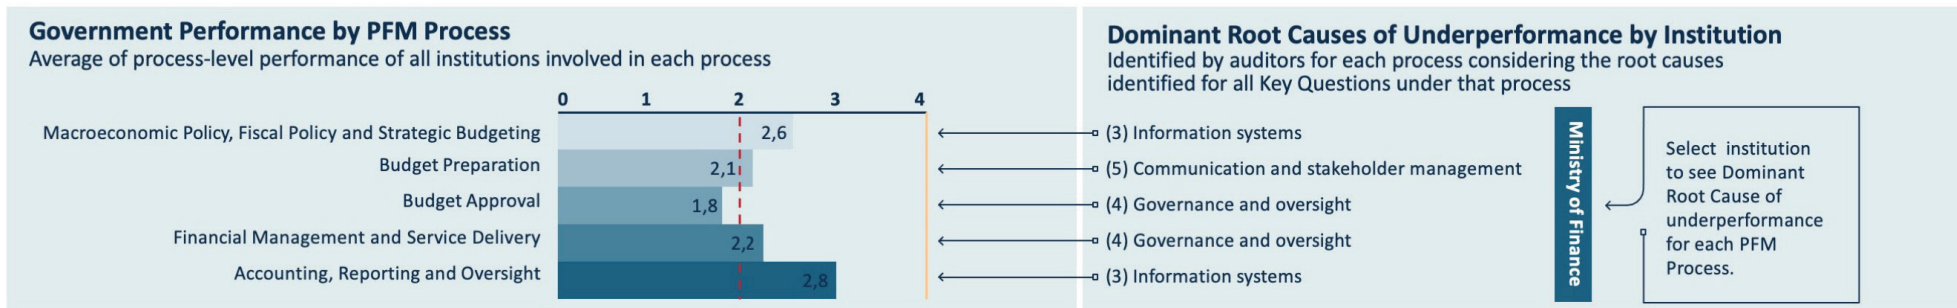 Government Performance by PFM Process
Average of process-level performance of all institutions involved in each process
0 1 2 3 4
Macroeconomic Policy, Fiscal Policy and Strategic Budgeting 2,6
Budget Preparation 2,1
Budget Approval 1,8
Financial Management and Service Delivery 2,2
Accounting, Reporting and Oversight 2,8
Dominant Root Causes of Underperformance by Institution
Identified by auditors for each process considering the root causes
identified for all Key Questions under that process
(3) Information systems
(5) Communication and stakeholder management
(4) Governance and oversight
(4) Governance and oversight
(3) Information systems
Ministry of Finance
Select institution
to see Dominant
Root Cause of
underperformance
for each PFM
Process.